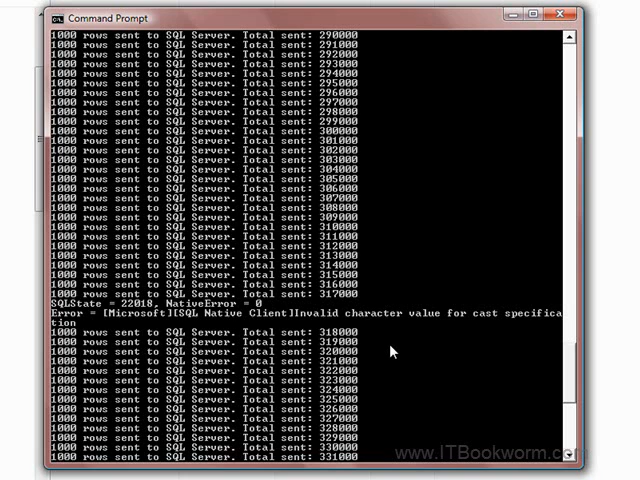 Command Prompt
1000 rows sent to SQL Server. Total sent: 290000
1000 rows sent to SQL Server. Total sent: 291000
1000 rows sent to SQL Server. Total sent: 292000
1000 rows sent to SQL Server. Total sent: 293000
1000 rows sent to SQL Server. Total sent: 294000
1000 rows sent to SQL Server. Total sent: 295000
1000 rows sent to SQL Server. Total sent: 296000
1000 rows sent to SQL Server. Total sent: 297000
1000 rows sent to SQL Server. Total sent: 298000
1000 rows sent to SQL Server. Total sent: 299000
1000 rows sent to SQL Server. Total sent: 300000
1000 rows sent to SQL Server. Total sent: 301000
1000 rows sent to SQL Server. Total sent: 302000
1000 rows sent to SQL Server. Total sent: 303000
1000 rows sent to SQL Server. Total sent: 304000
1000 rows sent to SQL Server. Total sent: 305000
1000 rows sent to SQL Server. Total sent: 306000
1000 rows sent to SQL Server. Total sent: 307000
1000 rows sent to SQL Server. Total sent: 308000
1000 rows sent to SQL Server. Total sent: 309000
1000 rows sent to SQL Server. Total sent: 310000
1000 rows sent to SQL Server. Total sent: 311000
1000 rows sent to SQL Server. Total sent: 312000
1000 rows sent to SQL Server. Total sent: 313000
1000 rows sent to SQL Server. Total sent: 314000
1000 rows sent to SQL Server. Total sent: 315000
1000 rows sent to SQL Server. Total sent: 316000
1000 rows sent to SQL Server. Total sent: 317000
SQLState = 22018, NativeError = 0
Error = [Microsoft][SQL Native Client]Invalid character value for cast specifica
tion
1000 rows sent to SQL Server. Total sent: 318000
1000 rows sent to SQL Server. Total sent: 319000
1000 rows sent to SQL Server. Total sent: 320000
1000 rows sent to SQL Server. Total sent: 321000
1000 rows sent to SQL Server. Total sent: 322000
1000 rows sent to SQL Server. Total sent: 323000
1000 rows sent to SQL Server. Total sent: 324000
1000 rows sent to SQL Server. Total sent: 325000
1000 rows sent to SQL Server. Total sent: 326000
1000 rows sent to SQL Server. Total sent: 327000
1000 rows sent to SQL Server. Total sent: 328000
1000 rows sent to SQL Server. Total sent: 329000
1000 rows sent to SQL Server. Total sent: 330000
1000 rows sent to SQL Server. Total sent: 331000
www.ITBookworm.com